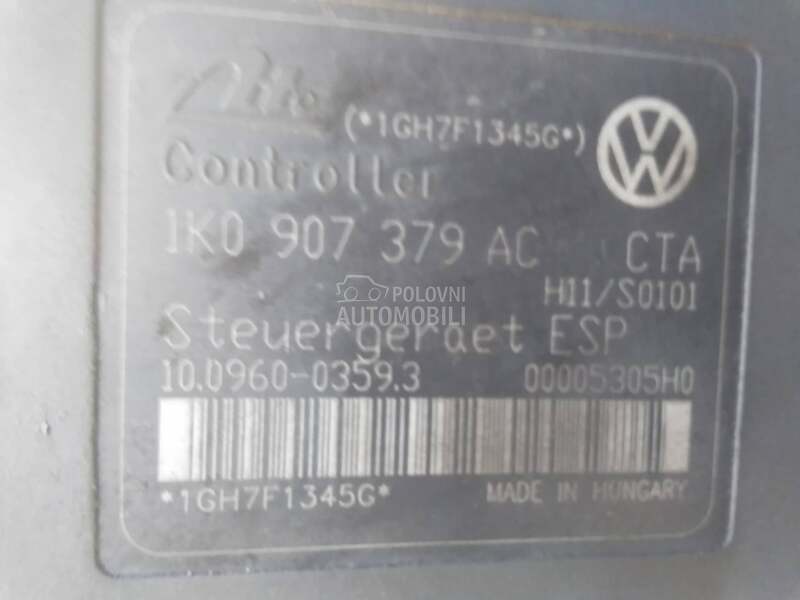 Ate
(*1GH7F1345G*)
Controller
1K0 907 379 AC CTA
H11/S0101
POLOVNI
AUTOMOBILI
Steuergeraet ESP
10.0960-0359.3 00005305H0
*1GH7F1345G* MADE IN HUNGARY